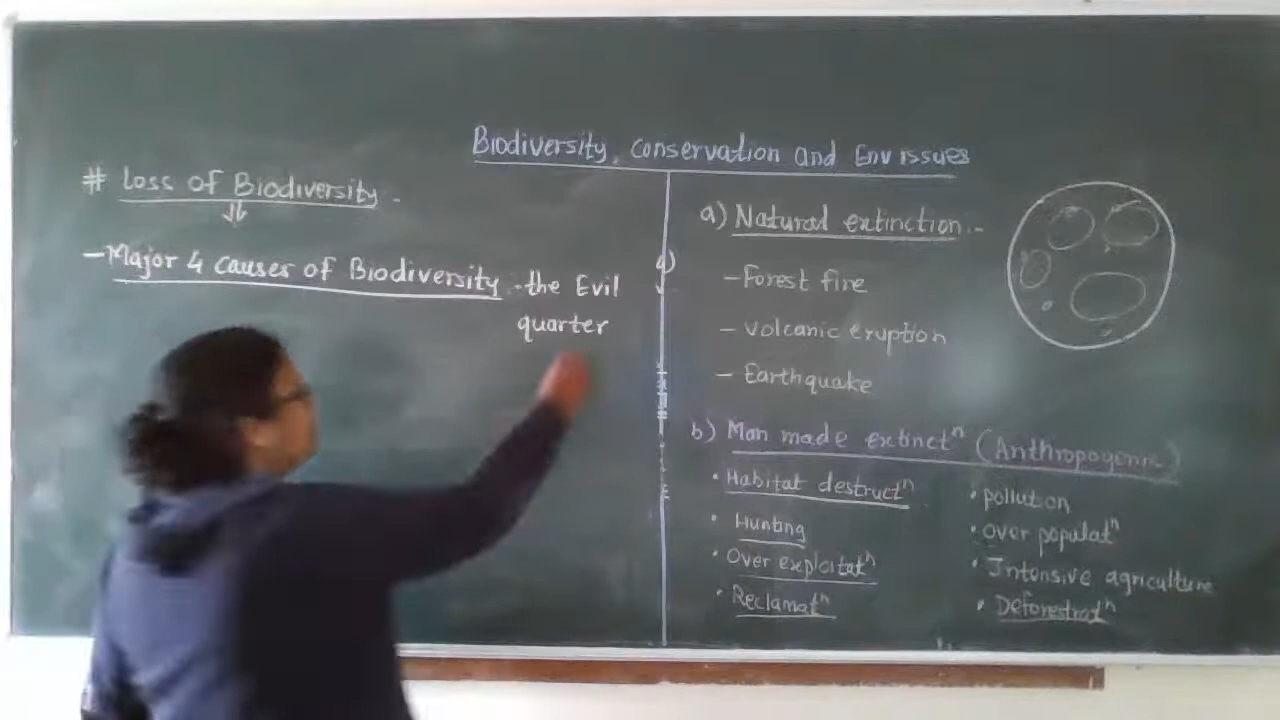 Biodiversity, Conservation and Env issues
# Loss of Biodiversity.
- Major 4 causes of Biodiversity - the Evil
quarter
a) Natural extinction:-
- Forest fire
- Volcanic eruption
- Earthquake
b) Man made extinctⁿ (Anthropogenic)
• Habitat destructⁿ
• Hunting
• Over exploitatⁿ
• Reclamatⁿ
• pollution
• Over populatⁿ
• Intensive agriculture
• Deforestratⁿ